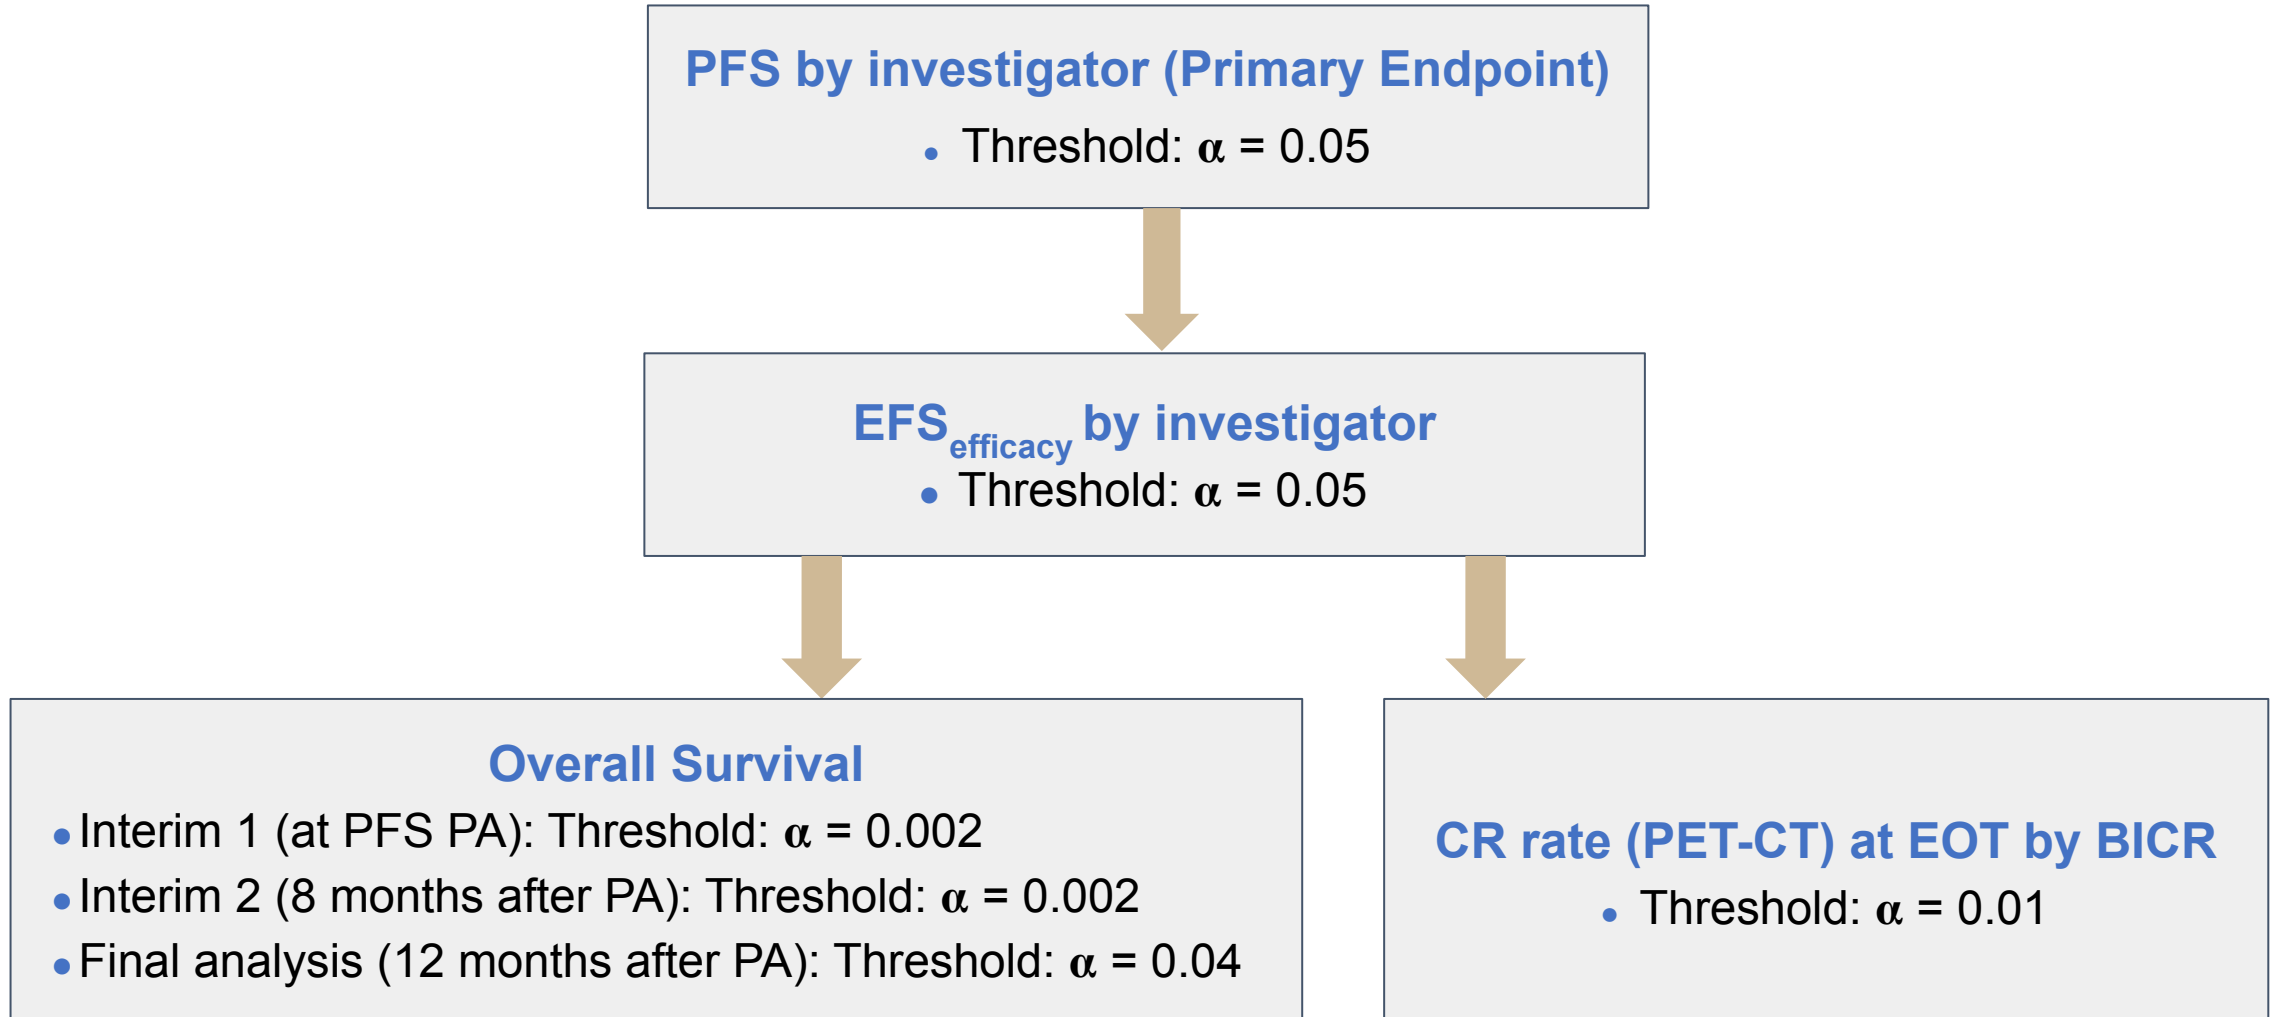 PFS by investigator (Primary Endpoint)
• Threshold: α = 0.05
EFSefficacy by investigator
• Threshold: α = 0.05
Overall Survival
• Interim 1 (at PFS PA): Threshold: α = 0.002
• Interim 2 (8 months after PA): Threshold: α = 0.002
• Final analysis (12 months after PA): Threshold: α = 0.04
CR rate (PET-CT) at EOT by BICR
• Threshold: α = 0.01